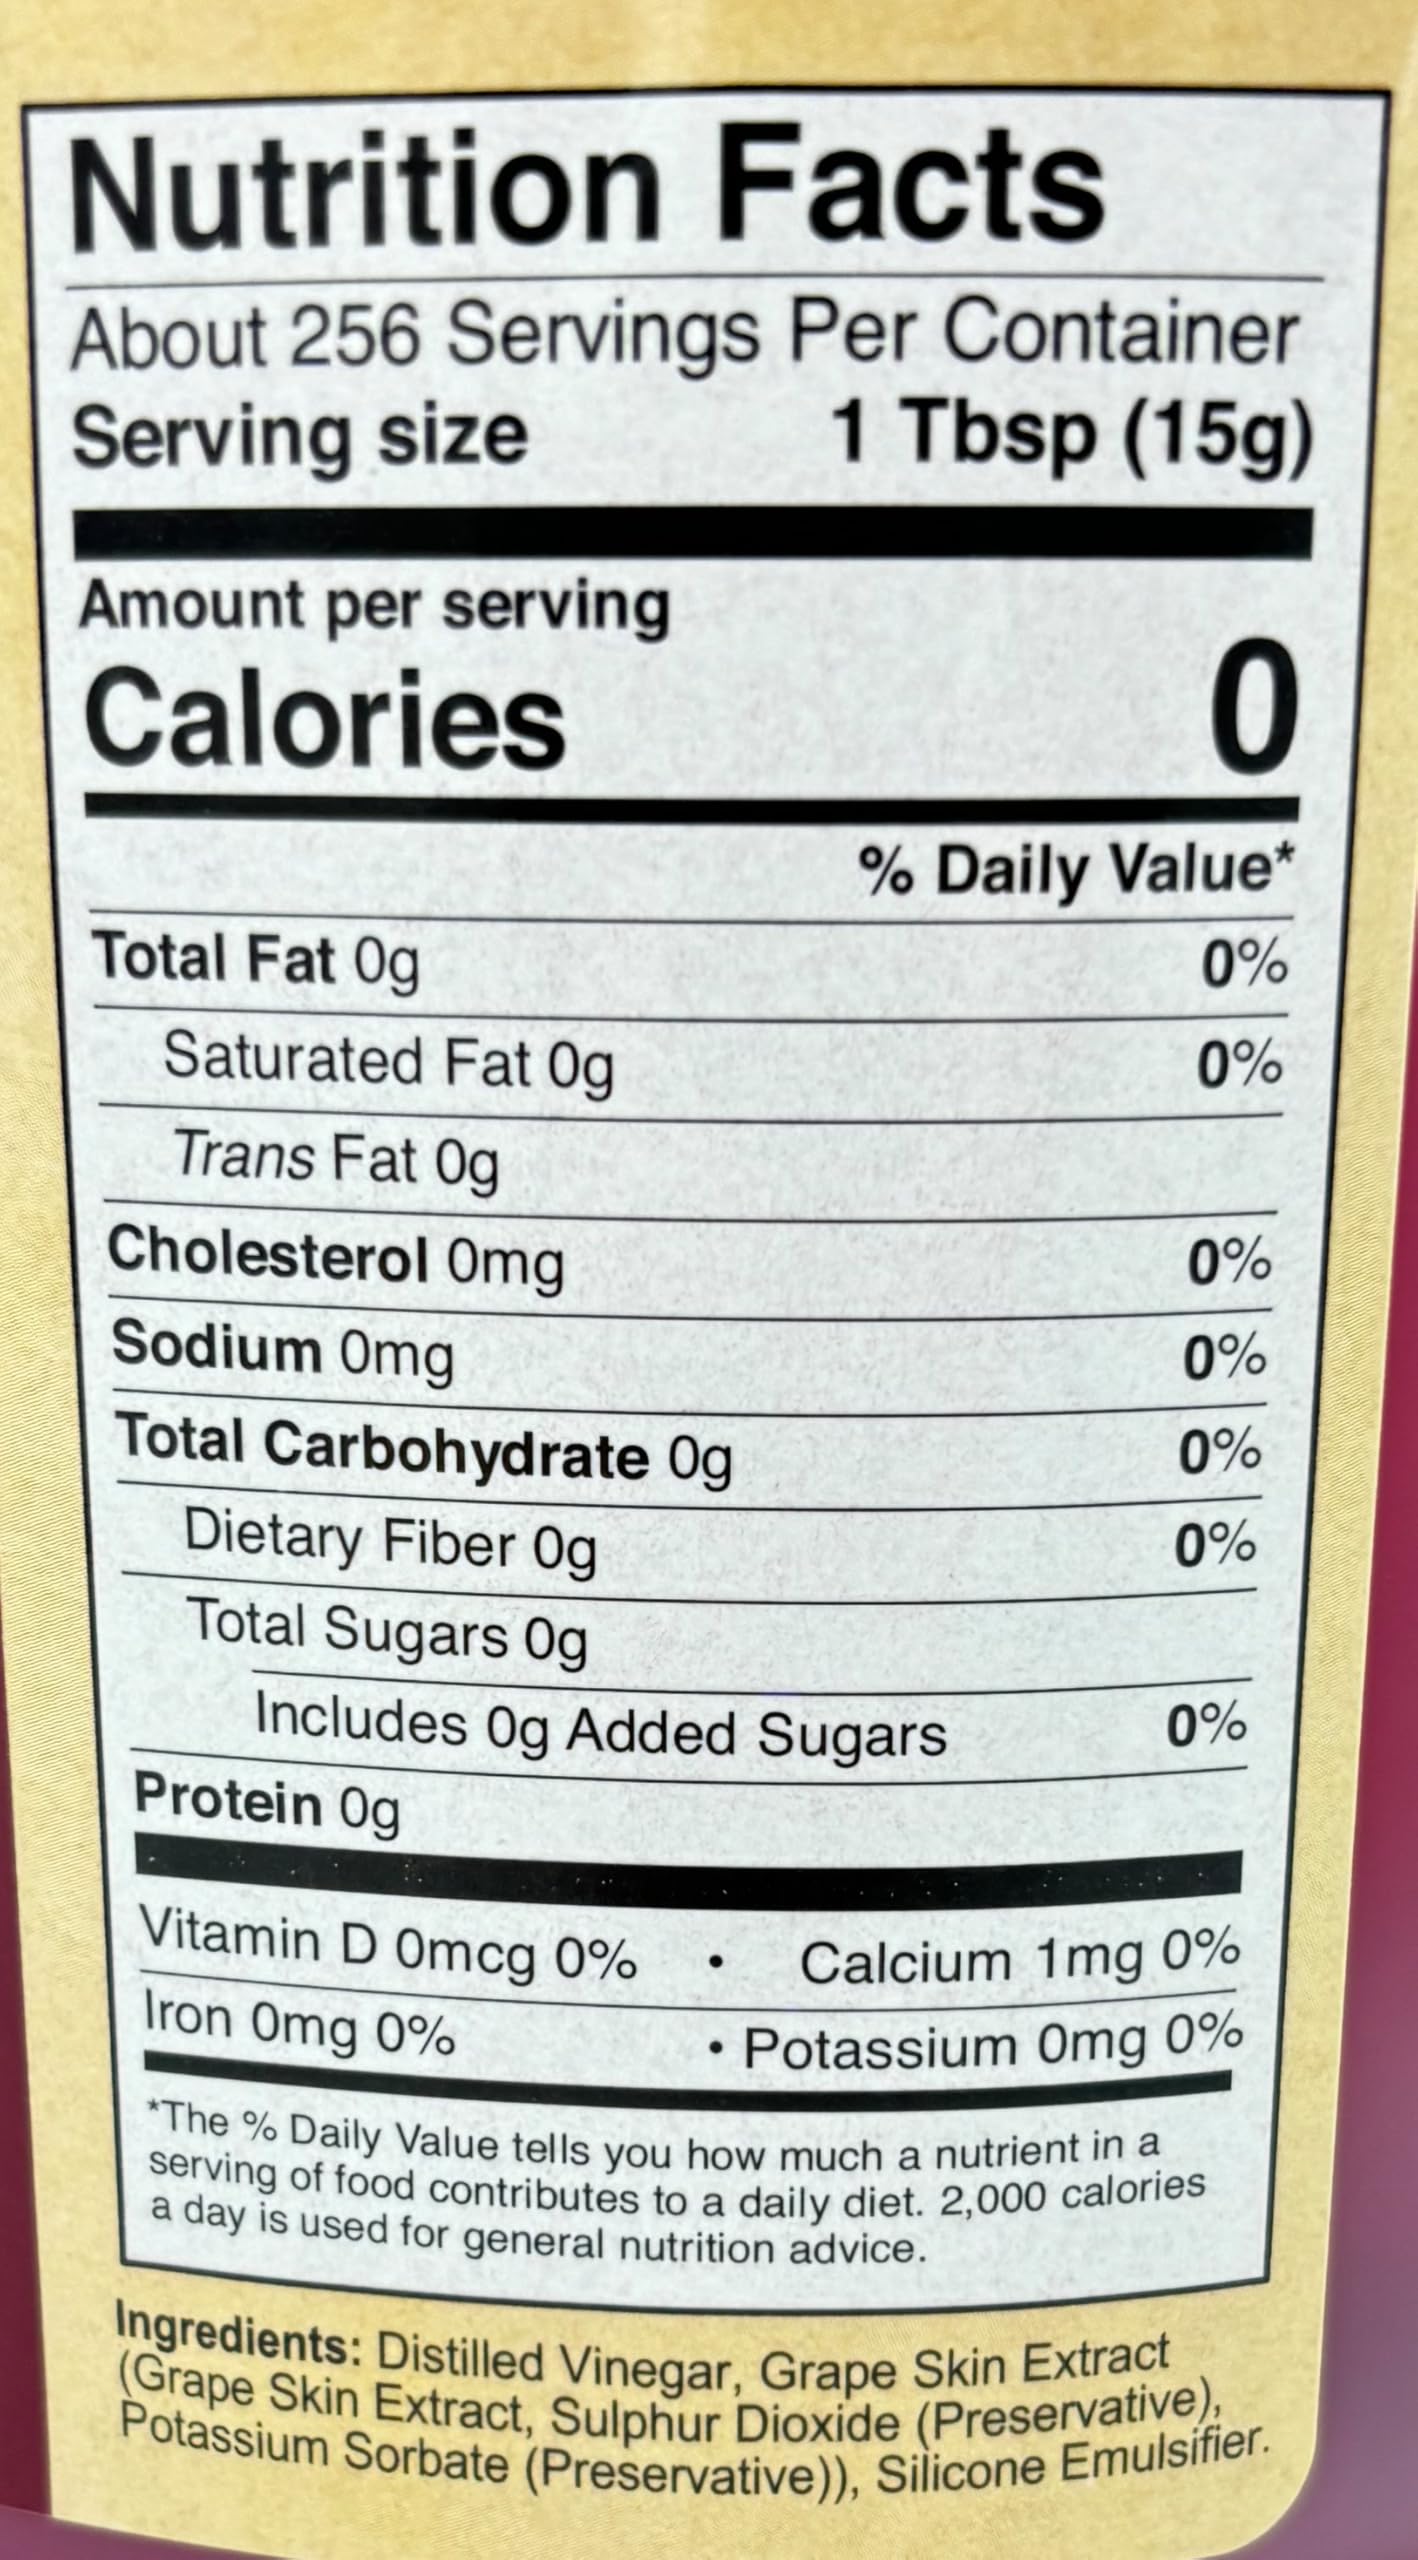 Nutrition Facts
About 256 Servings Per Container
Serving size 1 Tbsp (15g)
Amount per serving
Calories 0
% Daily Value*
Total Fat 0g 0%
Saturated Fat 0g 0%
Trans Fat 0g
Cholesterol 0mg 0%
Sodium 0mg 0%
Total Carbohydrate 0g 0%
Dietary Fiber 0g 0%
Total Sugars 0g
Includes 0g Added Sugars 0%
Protein 0g
Vitamin D 0mcg 0% • Calcium 1mg 0%
Iron 0mg 0% • Potassium 0mg 0%
*The % Daily Value tells you how much a nutrient in a
serving of food contributes to a daily diet. 2,000 calories
a day is used for general nutrition advice.
Ingredients: Distilled Vinegar, Grape Skin Extract
(Grape Skin Extract, Sulphur Dioxide (Preservative),
Potassium Sorbate (Preservative)), Silicone Emulsifier.